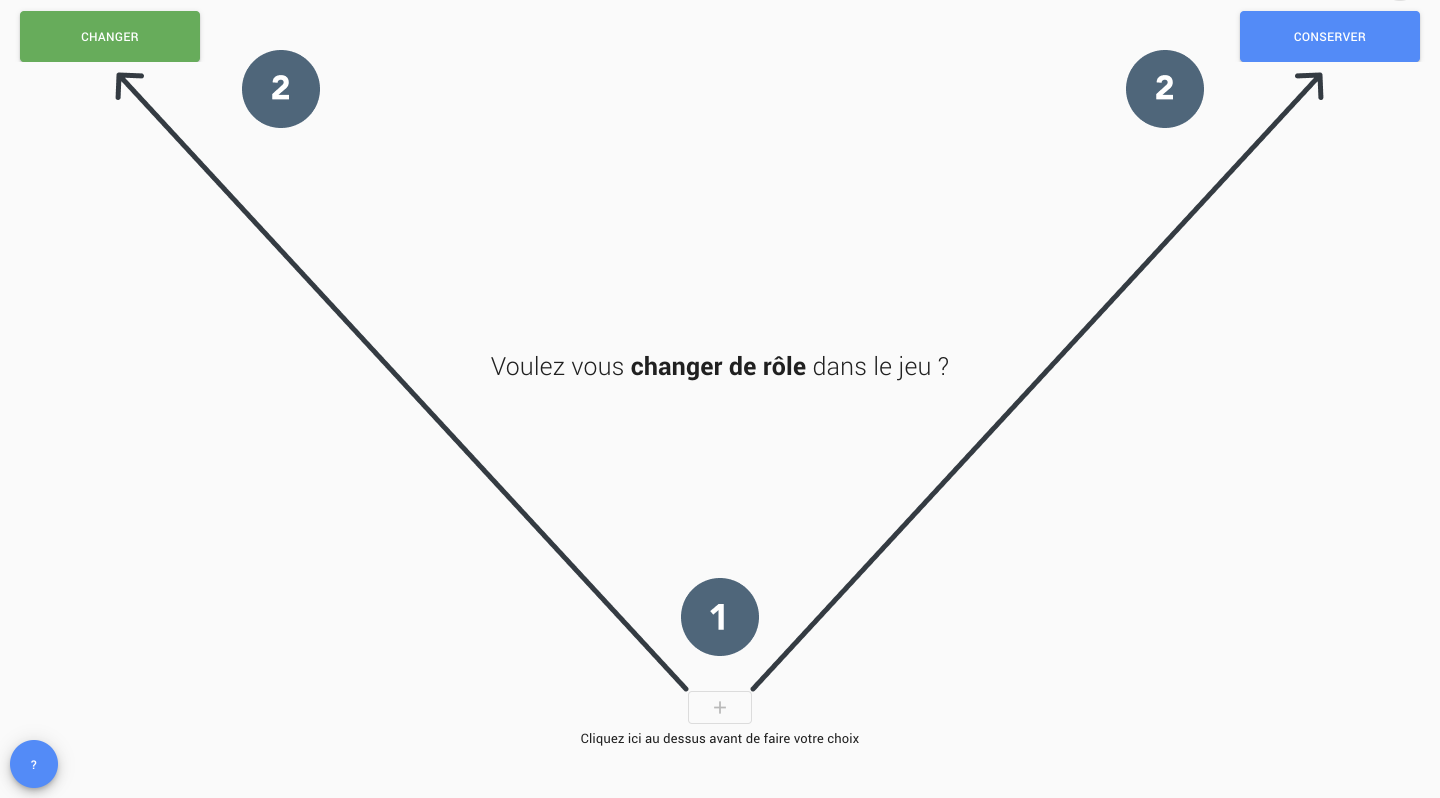 CHANGER
CONSERVER
2
2
Voulez vous changer de rôle dans le jeu ?
1
+
Cliquez ici au dessus avant de faire votre choix
?